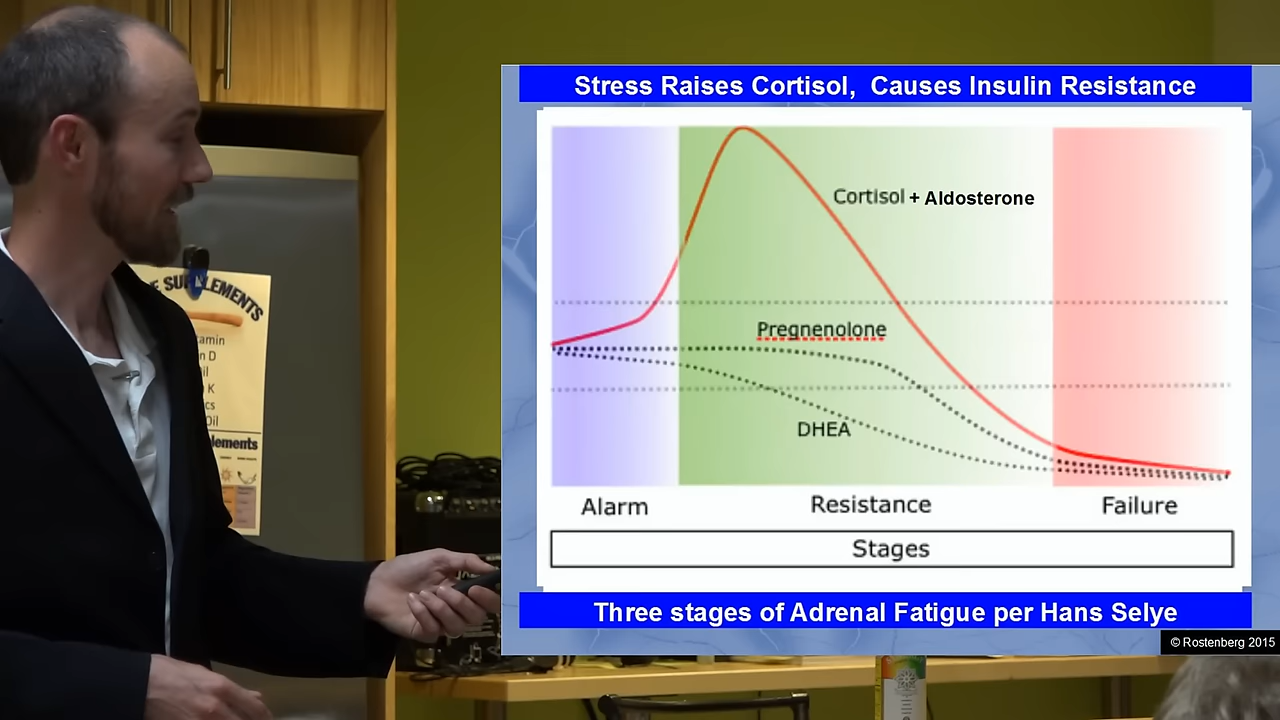 Stress Raises Cortisol,  Causes Insulin Resistance
Cortisol + Aldosterone
Pregnenolone
DHEA
Alarm
Resistance
Failure
Stages
Three stages of Adrenal Fatigue per Hans Selye
© Rostenberg 2015